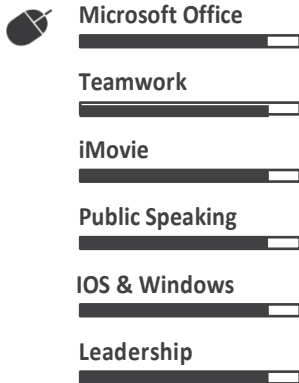 Microsoft Office
Teamwork
iMovie
Public Speaking
IOS & Windows
Leadership